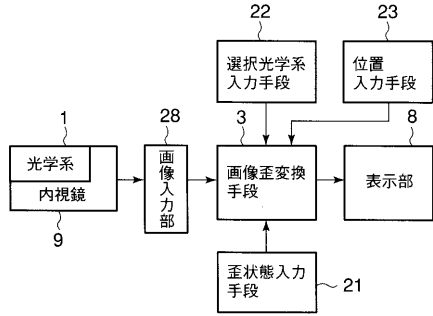 22
23
選択光学系
入力手段
位置
入力手段
1
28
3
8
光学系
内視鏡
画像入力部
画像歪変換
手段
表示部
9
歪状態入力
手段
21